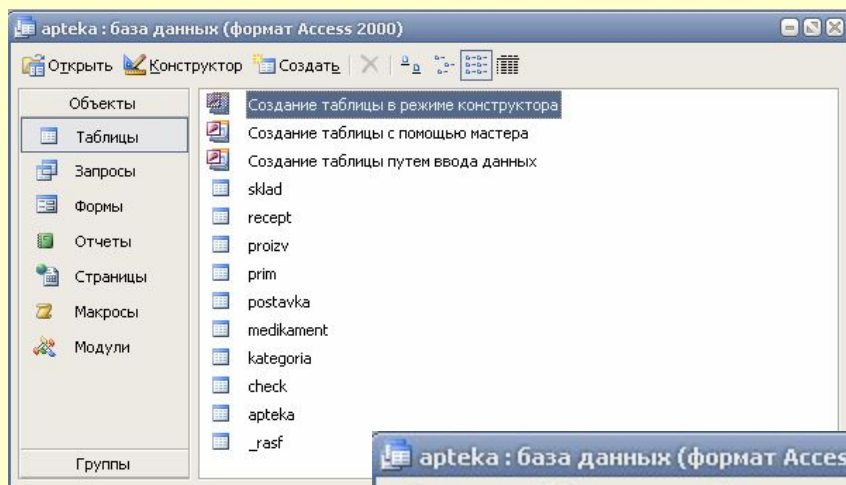 apteka : база данных (формат Access 2000)
Открыть Конструктор Создать
Объекты
Таблицы
Запросы
Формы
Отчеты
Страницы
Макросы
Модули
Группы
Создание таблицы в режиме конструктора
Создание таблицы с помощью мастера
Создание таблицы путем ввода данных
sklad
recept
proizv
prim
postavka
medikament
kategoria
check
apteka
_rasf
apteka : база данных (формат Acces